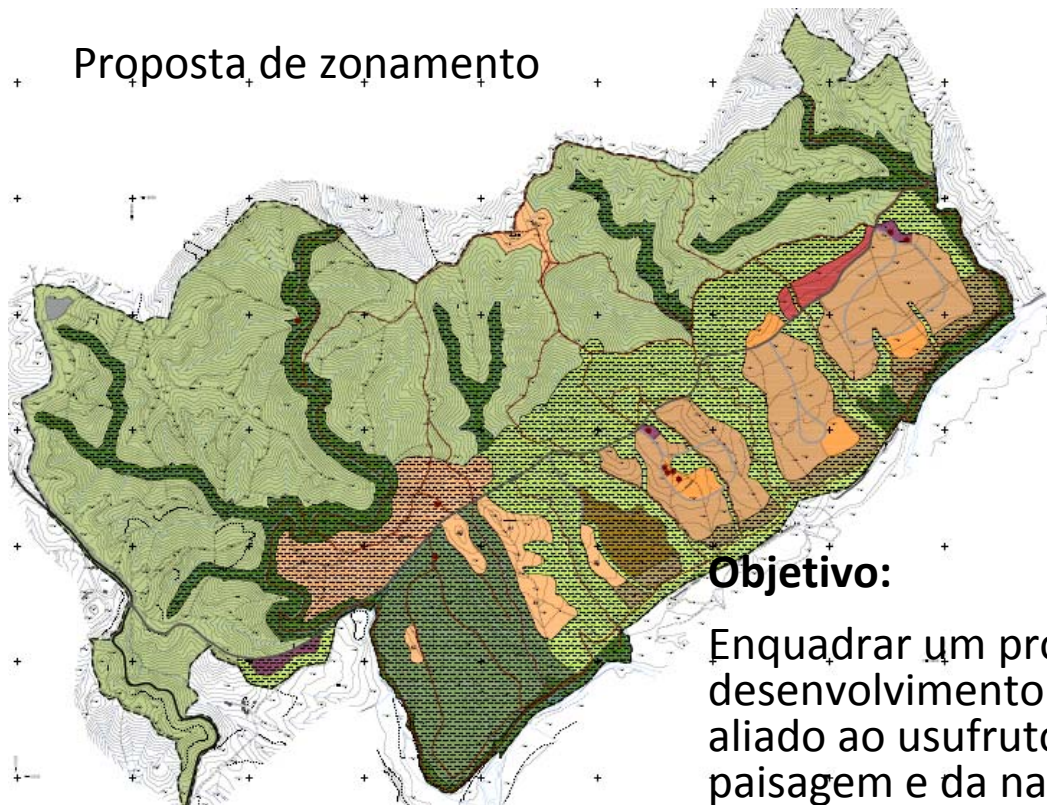 Proposta de zonamento
Objetivo:
Enquadrar um pro
desenvolvimento
aliado ao usufruto
paisagem e da na